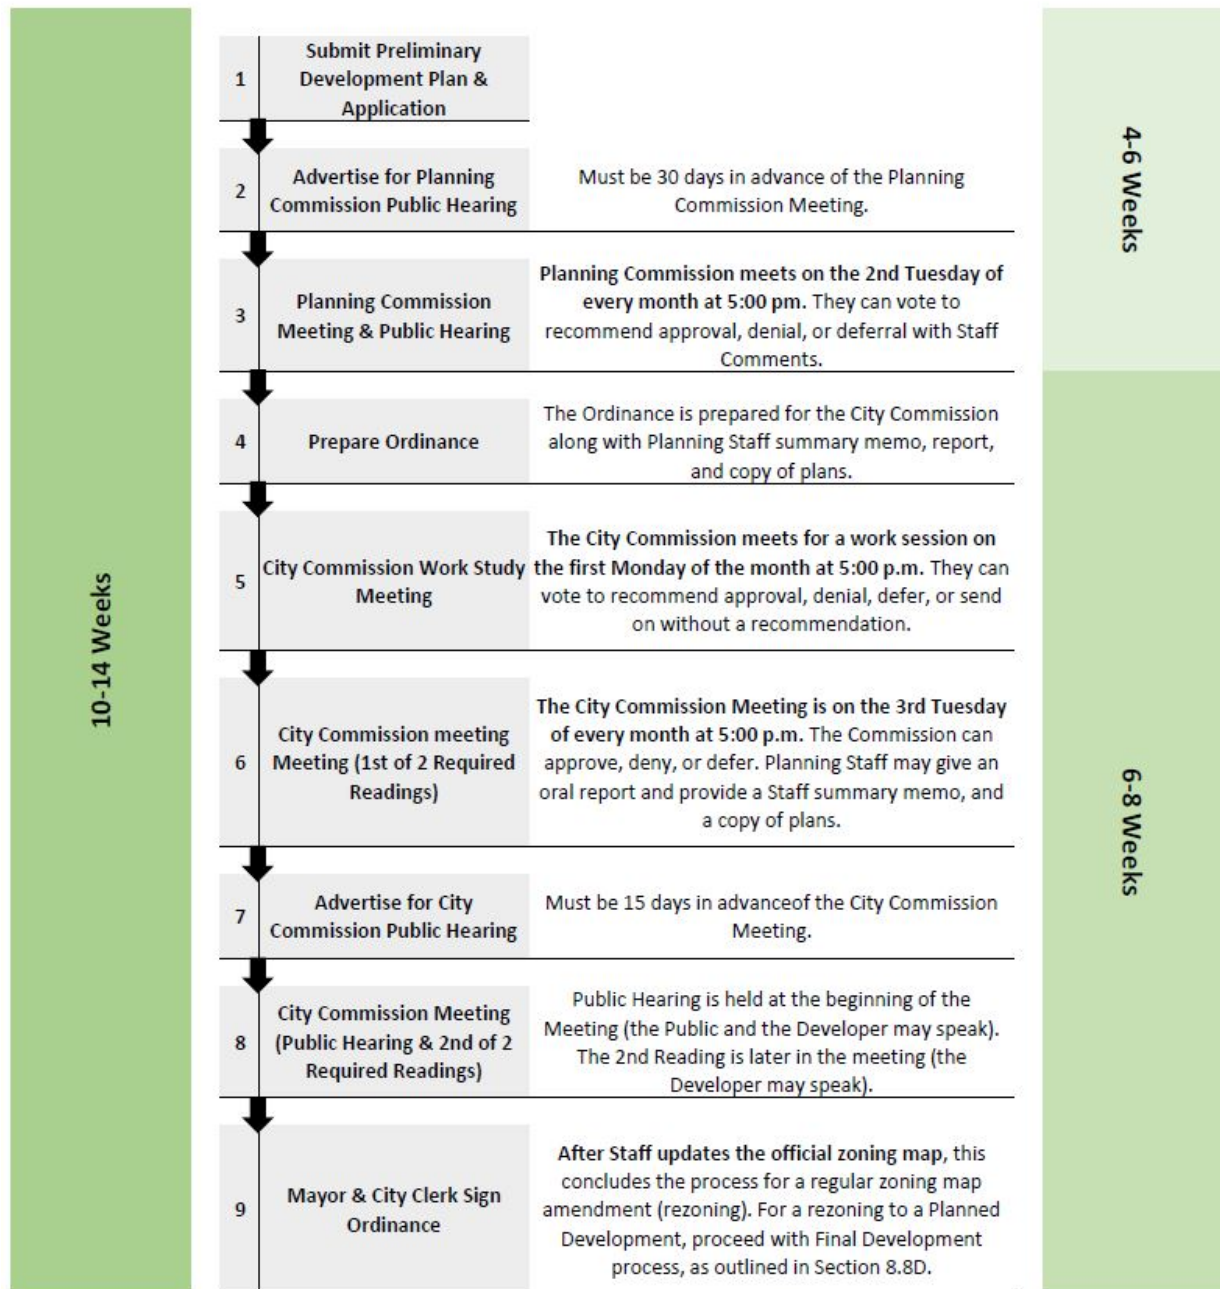 1
Submit Preliminary
Development Plan &
Application
2
Advertise for Planning
Commission Public Hearing
Must be 30 days in advance of the Planning
Commission Meeting.
3
Planning Commission
Meeting & Public Hearing
Planning Commission meets on the 2nd Tuesday of
every month at 5:00 pm. They can vote to
recommend approval, denial, or deferral with Staff
Comments.
4
Prepare Ordinance
The Ordinance is prepared for the City Commission
along with Planning Staff summary memo, report,
and copy of plans.
5
City Commission Work Study
Meeting
The City Commission meets for a work session on
the first Monday of the month at 5:00 p.m. They can
vote to recommend approval, denial, defer, or send
on without a recommendation.
6
City Commission meeting
Meeting (1st of 2 Required
Readings)
The City Commission Meeting is on the 3rd Tuesday
of every month at 5:00 p.m. The Commission can
approve, deny, or defer. Planning Staff may give an
oral report and provide a Staff summary memo, and
a copy of plans.
7
Advertise for City
Commission Public Hearing
Must be 15 days in advanceof the City Commission
Meeting.
8
City Commission Meeting
(Public Hearing & 2nd of 2
Required Readings)
Public Hearing is held at the beginning of the
Meeting (the Public and the Developer may speak).
The 2nd Reading is later in the meeting (the
Developer may speak).
9
Mayor & City Clerk Sign
Ordinance
After Staff updates the official zoning map, this
concludes the process for a regular zoning map
amendment (rezoning). For a rezoning to a Planned
Development, proceed with Final Development
process, as outlined in Section 8.8D.
10-14 Weeks
4-6 Weeks
6-8 Weeks